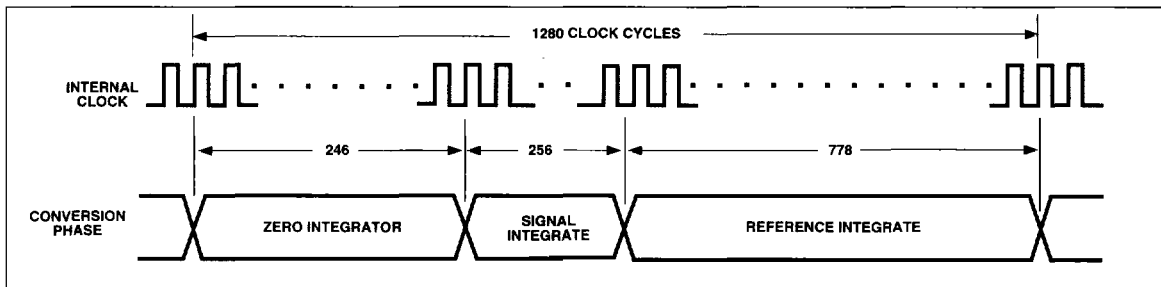 1280 CLOCK CYCLES
INTERNAL
CLOCK
246
256
778
CONVERSION
PHASE
ZERO INTEGRATOR
SIGNAL
INTEGRATE
REFERENCE INTEGRATE